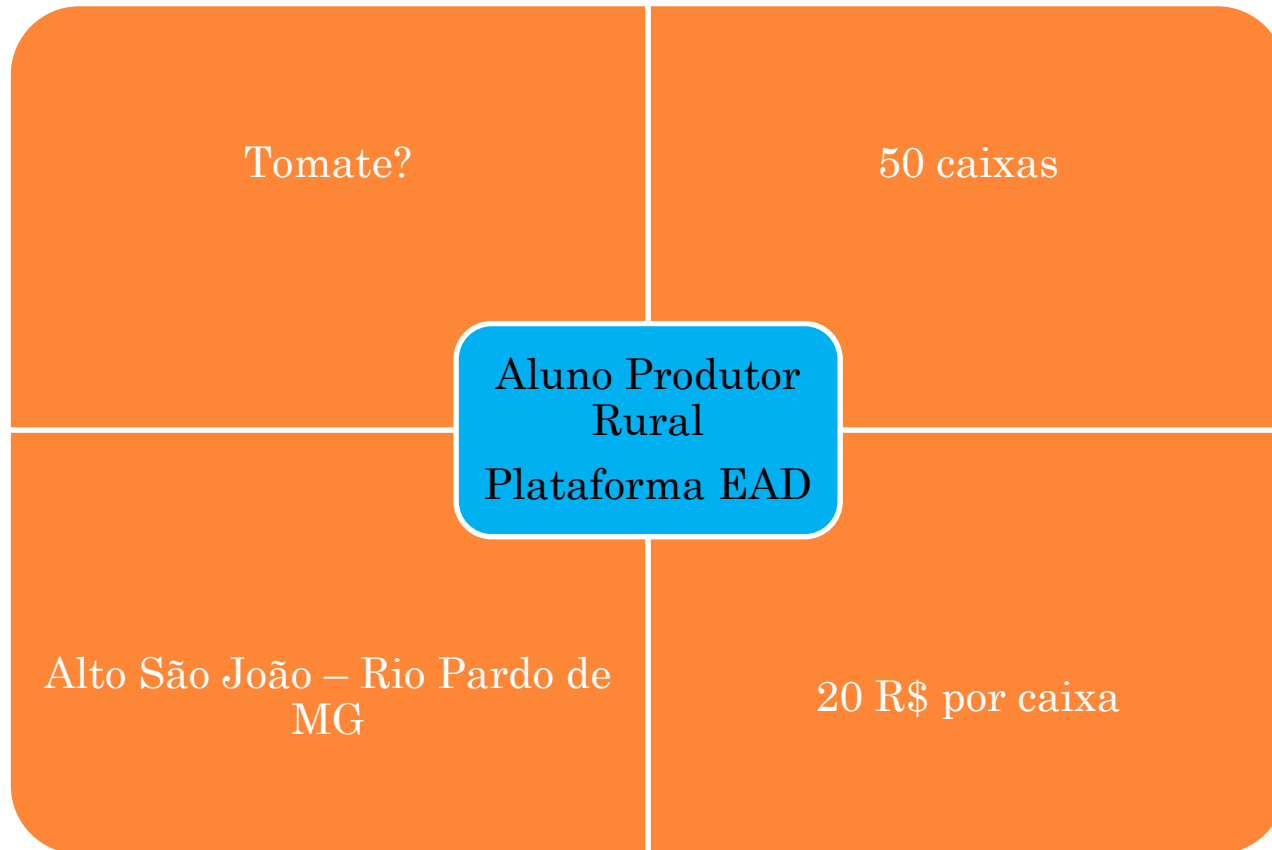 Tomate?
50 caixas
Aluno Produtor
Rural
Plataforma EAD
Alto São João – Rio Pardo de
MG
20 R$ por caixa